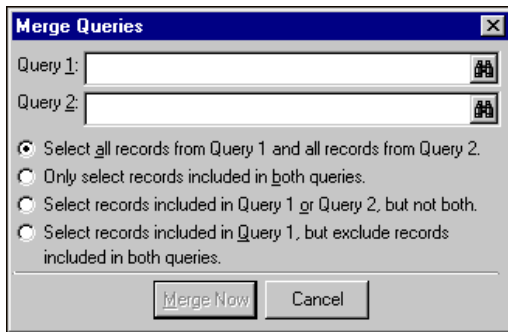 Merge Queries
Query 1:
Query 2:
Select all records from Query 1 and all records from Query 2.
Only select records included in both queries.
Select records included in Query 1 or Query 2, but not both.
Select records included in Query 1, but exclude records
included in both queries.
Merge Now Cancel